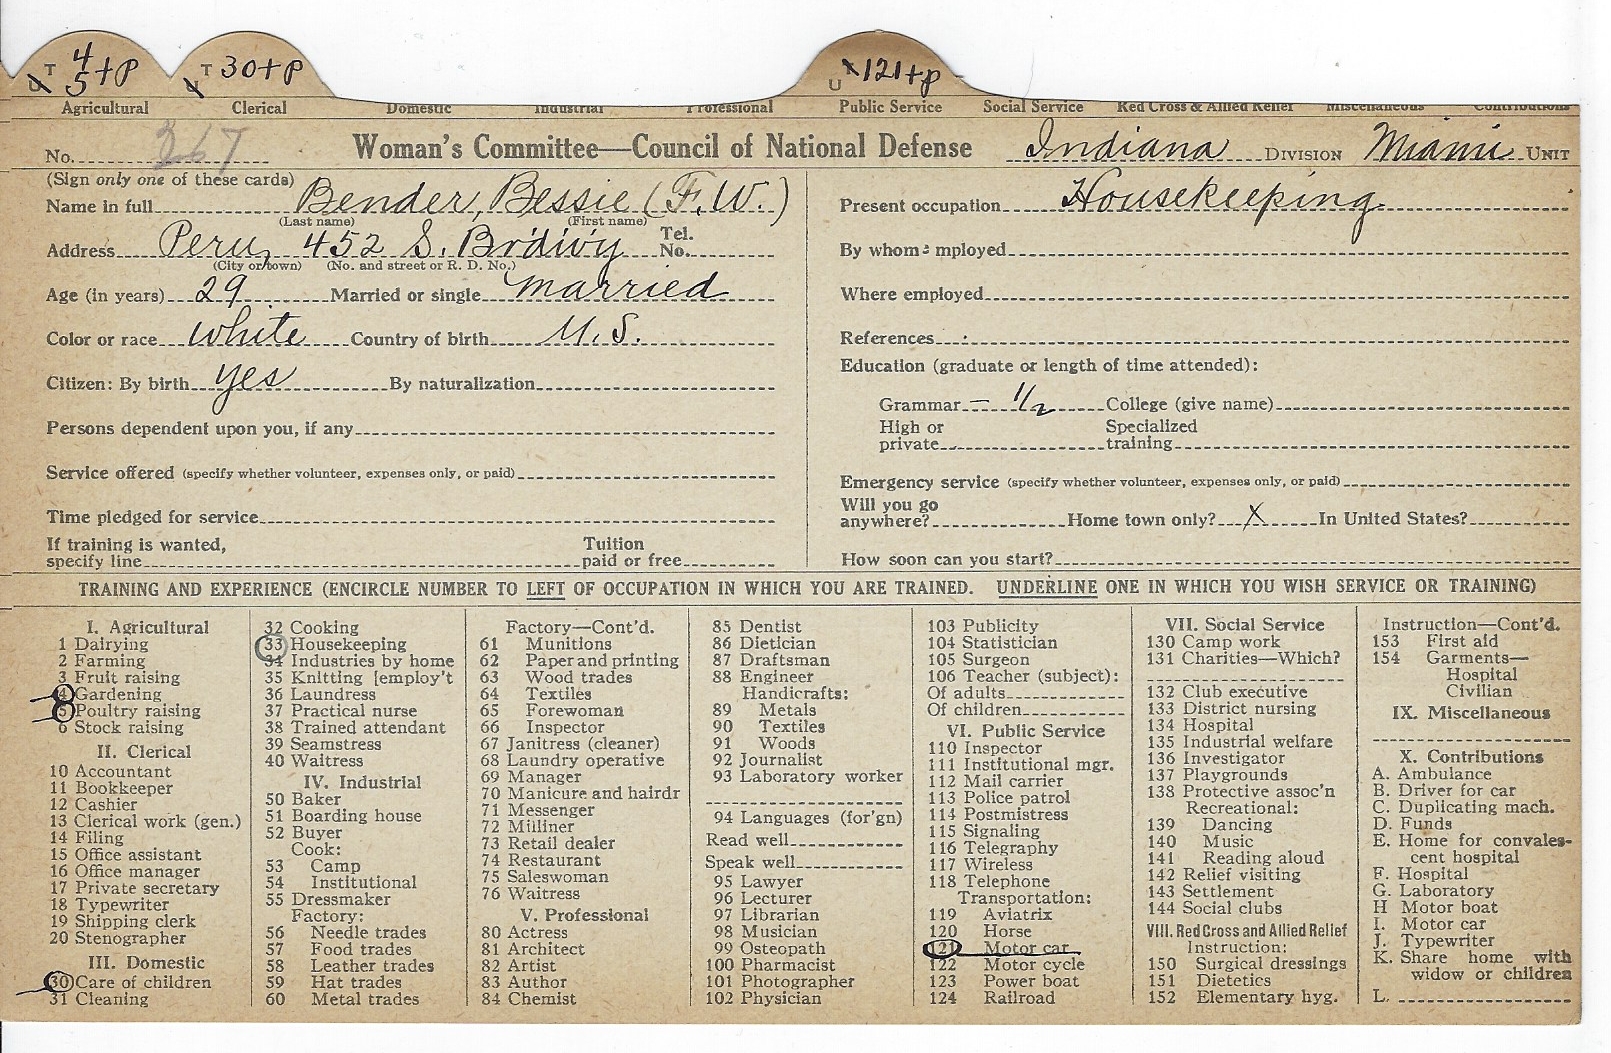 T 4 U 5+P T 30+P U 121+P
Agricultural Clerical Domestic Industrial Professional Public Service Social Service Red Cross & Allied Relief Miscellaneous Contributions
No. 367 Woman's Committee—Council of National Defense Indiana DIVISION Miami UNIT
(Sign only one of these cards)
Name in full Bender, Bessie (F. W.)
(Last name) (First name)
Address Peru, 452 S. Brdwy Tel. No.
(City or town) (No. and street or R. D. No.)
Age (in years) 29 Married or single married
Color or race white Country of birth U. S.
Citizen: By birth yes By naturalization
Persons dependent upon you, if any
Service offered (specify whether volunteer, expenses only, or paid)
Time pledged for service
If training is wanted, specify line Tuition paid or free
Present occupation Housekeeping
By whom employed
Where employed
References
Education (graduate or length of time attended):
Grammar — 1/2 College (give name)
High or private Specialized training
Emergency service (specify whether volunteer, expenses only, or paid)
Will you go anywhere? Home town only? X In United States?
How soon can you start?
TRAINING AND EXPERIENCE (ENCIRCLE NUMBER TO LEFT OF OCCUPATION IN WHICH YOU ARE TRAINED. UNDERLINE ONE IN WHICH YOU WISH SERVICE OR TRAINING)
I. Agricultural
1 Dairying
2 Farming
3 Fruit raising
4 Gardening
5 Poultry raising
6 Stock raising
II. Clerical
10 Accountant
11 Bookkeeper
12 Cashier
13 Clerical work (gen.)
14 Filing
15 Office assistant
16 Office manager
17 Private secretary
18 Typewriter
19 Shipping clerk
20 Stenographer
III. Domestic
30 Care of children
31 Cleaning
32 Cooking
33 Housekeeping
34 Industries by home
35 Knitting [employ't
36 Laundress
37 Practical nurse
38 Trained attendant
39 Seamstress
40 Waitress
IV. Industrial
50 Baker
51 Boarding house
52 Buyer
Cook:
53 Camp
54 Institutional
55 Dressmaker
Factory:
56 Needle trades
57 Food trades
58 Leather trades
59 Hat trades
60 Metal trades
Factory—Cont'd.
61 Munitions
62 Paper and printing
63 Wood trades
64 Textiles
65 Forewoman
66 Inspector
67 Janitress (cleaner)
68 Laundry operative
69 Manager
70 Manicure and hairdr
71 Messenger
72 Milliner
73 Retail dealer
74 Restaurant
75 Saleswoman
76 Waitress
V. Professional
80 Actress
81 Architect
82 Artist
83 Author
84 Chemist
85 Dentist
86 Dietician
87 Draftsman
88 Engineer
Handicrafts:
89 Metals
90 Textiles
91 Woods
92 Journalist
93 Laboratory worker
94 Languages (for'gn)
Read well
Speak well
95 Lawyer
96 Lecturer
97 Librarian
98 Musician
99 Osteopath
100 Pharmacist
101 Photographer
102 Physician
103 Publicity
104 Statistician
105 Surgeon
106 Teacher (subject):
Of adults
Of children
VI. Public Service
110 Inspector
111 Institutional mgr.
112 Mail carrier
113 Police patrol
114 Postmistress
115 Signaling
116 Telegraphy
117 Wireless
118 Telephone
Transportation:
119 Aviatrix
120 Horse
121 Motor car
122 Motor cycle
123 Power boat
124 Railroad
VII. Social Service
130 Camp work
131 Charities—Which?
132 Club executive
133 District nursing
134 Hospital
135 Industrial welfare
136 Investigator
137 Playgrounds
138 Protective assoc'n
Recreational:
139 Dancing
140 Music
141 Reading aloud
142 Relief visiting
143 Settlement
144 Social clubs
VIII. Red Cross and Allied Relief
Instruction:
150 Surgical dressings
151 Dietetics
152 Elementary hyg.
Instruction—Cont'd.
153 First aid
154 Garments—
Hospital
Civilian
IX. Miscellaneous
X. Contributions
A. Ambulance
B. Driver for car
C. Duplicating mach.
D. Funds
E. Home for convales-
cent hospital
F. Hospital
G. Laboratory
H Motor boat
I. Motor car
J. Typewriter
K. Share home with
widow or children
L.